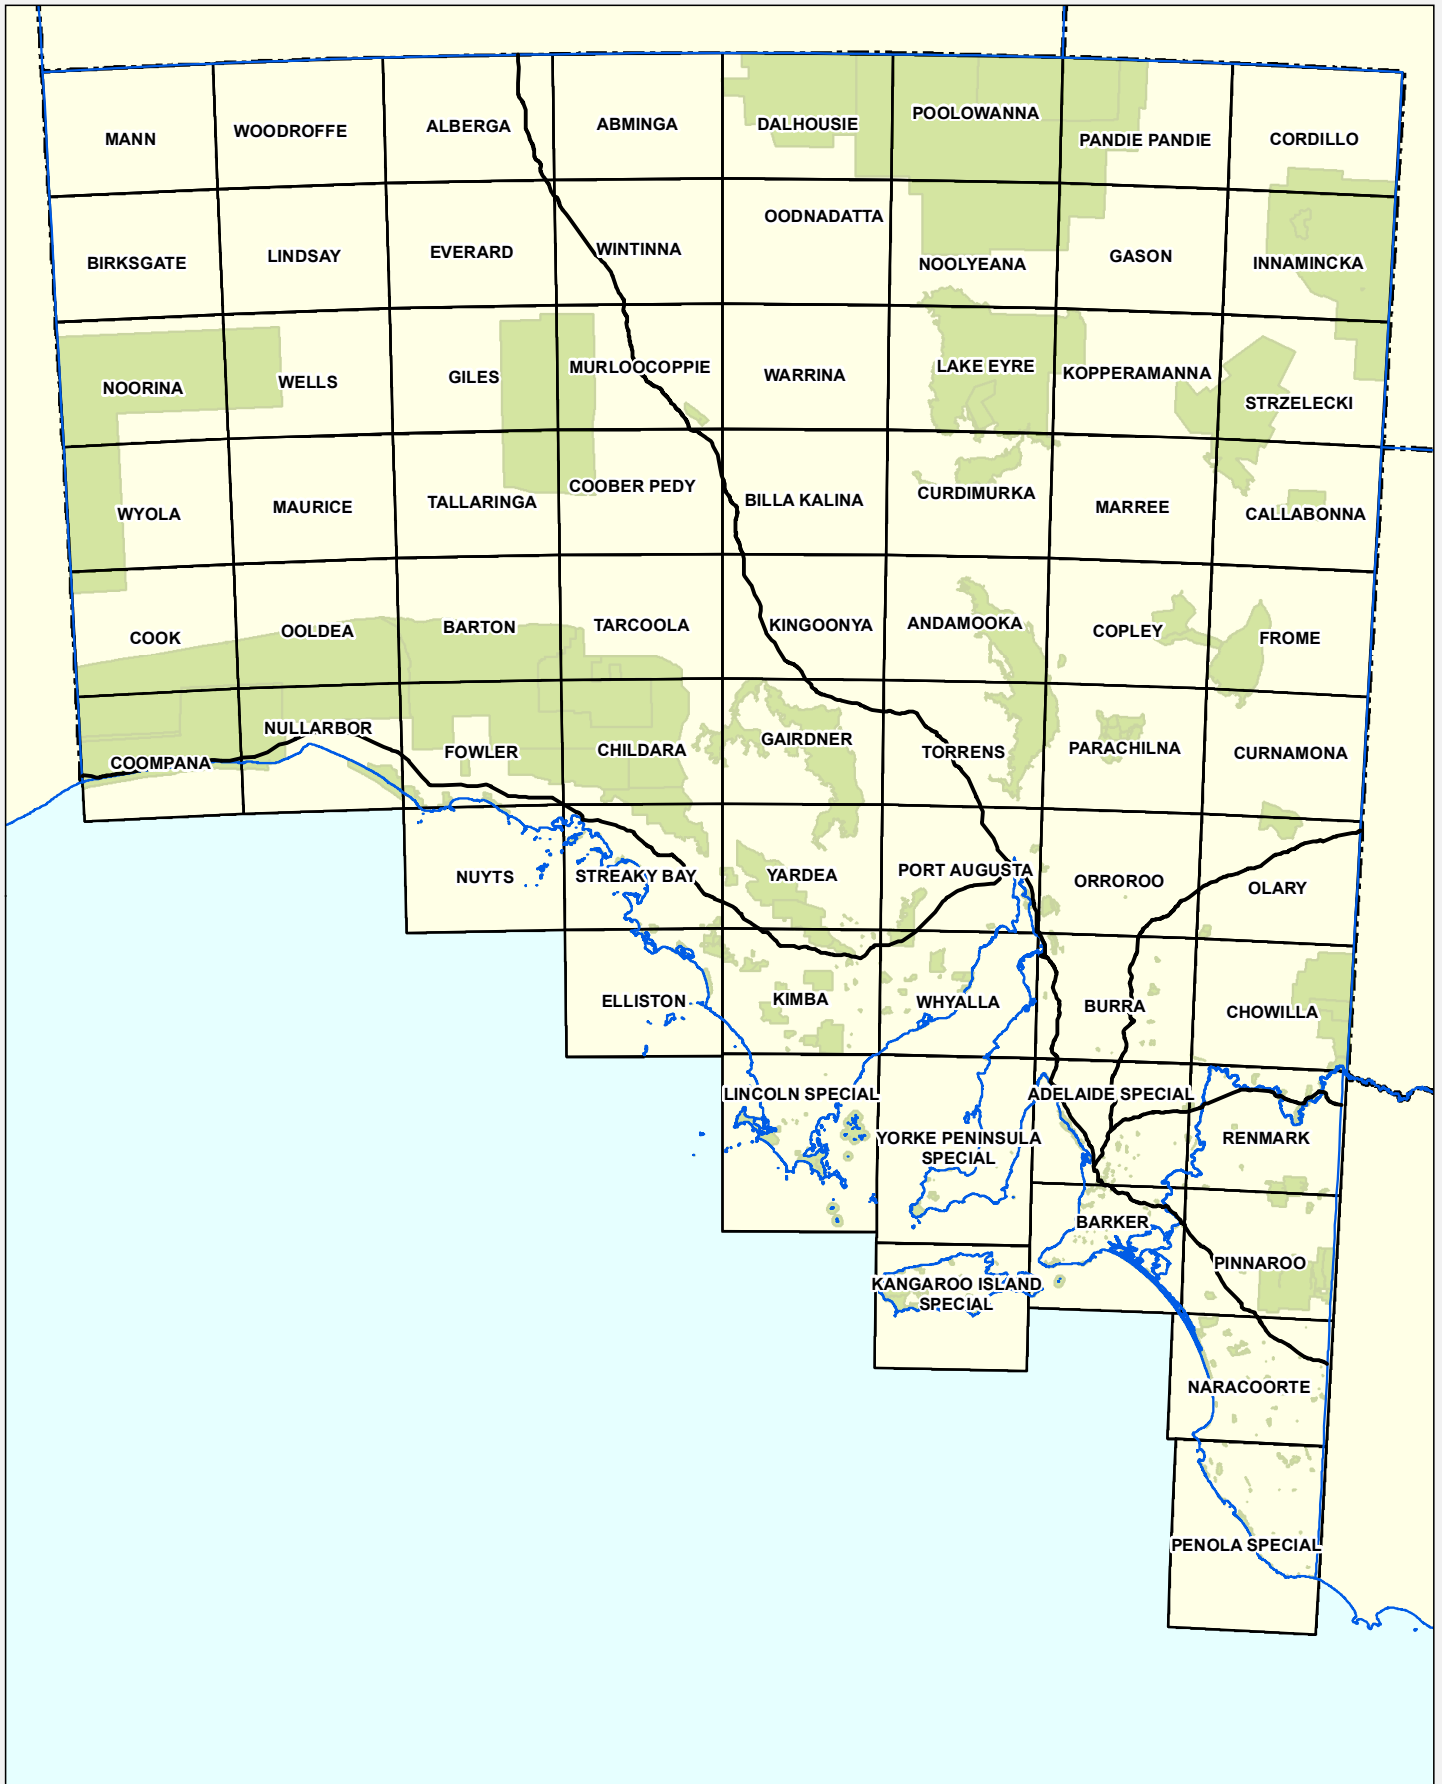 MANN
WOODROFFE
ALBERGA
ABMINGA
DALHOUSIE
POOLOWANNA
PANDIE PANDIE
CORDILLO
BIRKSGATE
LINDSAY
EVERARD
WINTINNA
OODNADATTA
NOOLYEANA
GASON
INNAMINCKA
NOORINA
WELLS
GILES
MURLOOCOPPIE
WARRINA
LAKE EYRE
KOPPERAMANNA
STRZELECKI
WYOLA
MAURICE
TALLARINGA
COOBER PEDY
BILLA KALINA
CURDIMURKA
MARREE
CALLABONNA
COOK
OOLDEA
BARTON
TARCOOLA
KINGOONYA
ANDAMOOKA
COPLEY
FROME
COOMPANA
NULLARBOR
FOWLER
CHILDARA
GAIRDNER
TORRENS
PARACHILNA
CURNAMONA
NUYTS
STREAKY BAY
YARDEA
PORT AUGUSTA
ORROROO
OLARY
ELLISTON
KIMBA
WHYALLA
BURRA
CHOWILLA
LINCOLN SPECIAL
YORKE PENINSULA
SPECIAL
ADELAIDE SPECIAL
RENMARK
KANGAROO ISLAND
SPECIAL
BARKER
PINNAROO
NARACOORTE
PENOLA SPECIAL